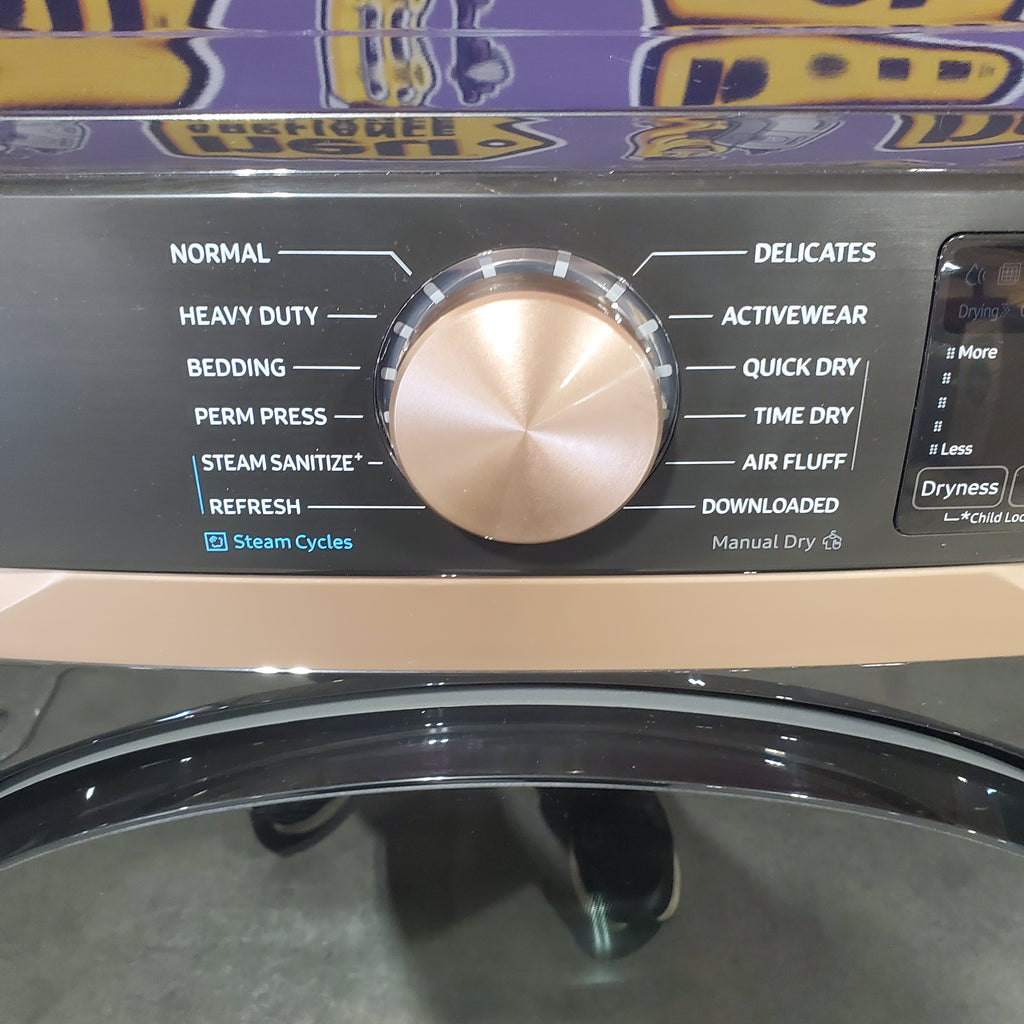 NORMAL
HEAVY DUTY
BEDDING
PERM PRESS
STEAM SANITIZE+
REFRESH
Steam Cycles
DELICATES
ACTIVEWEAR
QUICK DRY
TIME DRY
AIR FLUFF
DOWNLOADED
Manual Dry
Drying
More
Less
Dryness
*Child